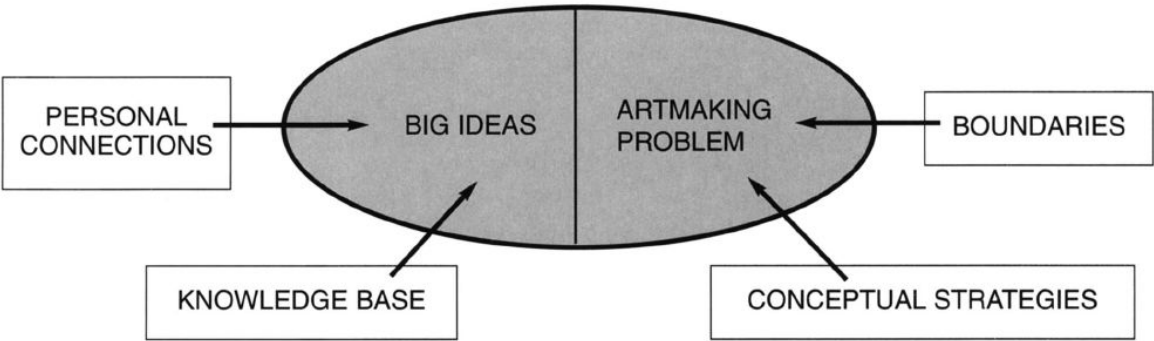 PERSONAL
CONNECTIONS
BIG IDEAS
ARTMAKING
PROBLEM
BOUNDARIES
KNOWLEDGE BASE
CONCEPTUAL STRATEGIES